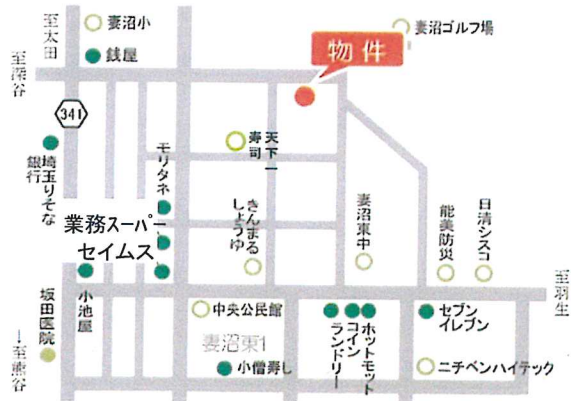 至太田
妻沼小
銭屋
妻沼ゴルフ場
物件
至深谷
341
埼玉りそな
銀行
モリタネ
天下一
寿司
業務スーパー
セイムス
きんまる
しょうゆ
妻沼東中
能美防災
日清シスコ
至羽生
小池屋
坂田医院
→至熊谷
中央公民館
妻沼東1
小僧寿し
コイン
ランドリー
ホットモット
セブン
イレブン
ニチベンハイテック